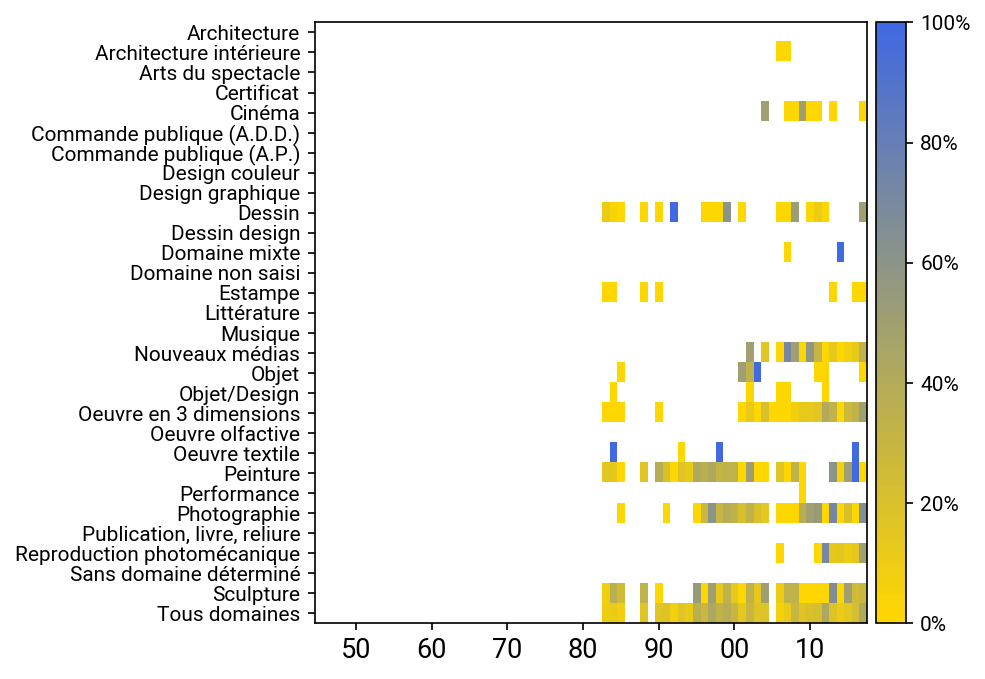 Architecture
Architecture intérieure
Arts du spectacle
Certificat
Cinéma
Commande publique (A.D.D.)
Commande publique (A.P.)
Design couleur
Design graphique
Dessin
Dessin design
Domaine mixte
Domaine non saisi
Estampe
Littérature
Musique
Nouveaux médias
Objet
Objet/Design
Oeuvre en 3 dimensions
Oeuvre olfactive
Oeuvre textile
Peinture
Performance
Photographie
Publication, livre, reliure
Reproduction photomécanique
Sans domaine déterminé
Sculpture
Tous domaines
50 60 70 80 90 00 10
100%
80%
60%
40%
20%
0%